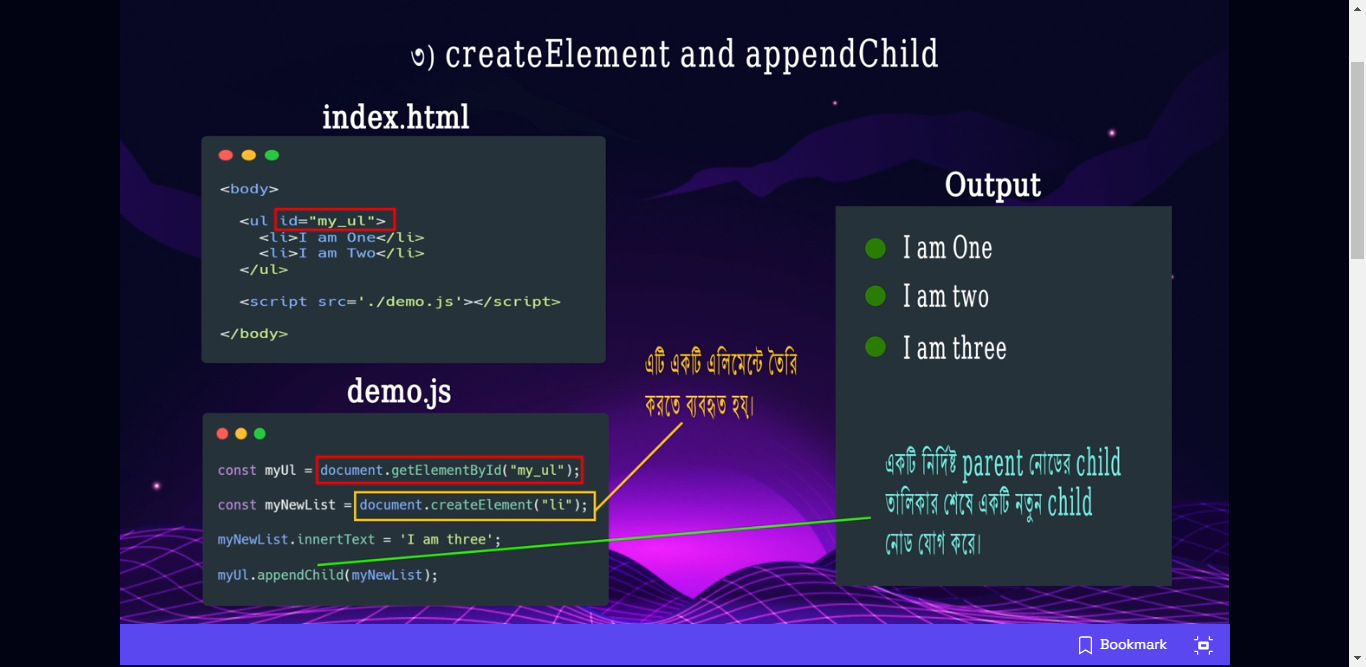 ৩) createElement and appendChild
index.html
<body>
<ul id="my_ul">
<li>I am One</li>
<li>I am Two</li>
</ul>
<script src='./demo.js'></script>
</body>
demo.js
const myUl = document.getElementById("my_ul");
const myNewList = document.createElement("li");
myNewList.innertText = 'I am three';
myUl.appendChild(myNewList);
এটি একটি এলিমেন্টে তৈরি
করতে ব্যবহৃত হয়।
Output
I am One
I am two
I am three
একটি নির্দিষ্ট parent নোডের child
তালিকার শেষে একটি নতুন child
নোড যোগ করে।
Bookmark